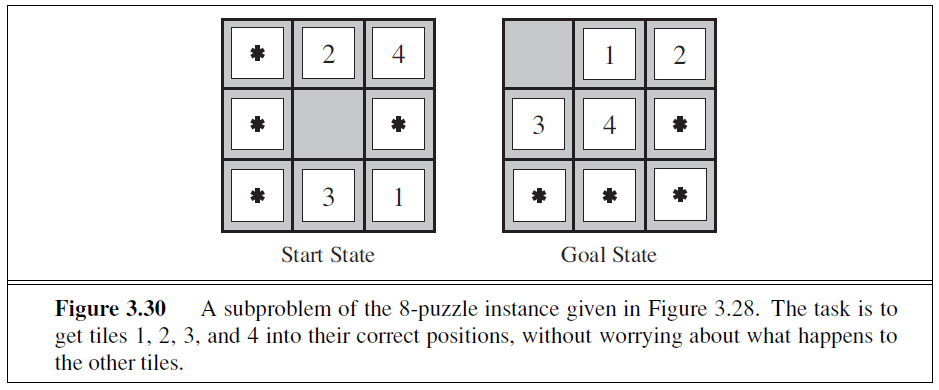 * 2 4
* *
* 3 1
Start State
1 2
3 4 *
* * *
Goal State
Figure 3.30 A subproblem of the 8-puzzle instance given in Figure 3.28. The task is to
get tiles 1, 2, 3, and 4 into their correct positions, without worrying about what happens to
the other tiles.